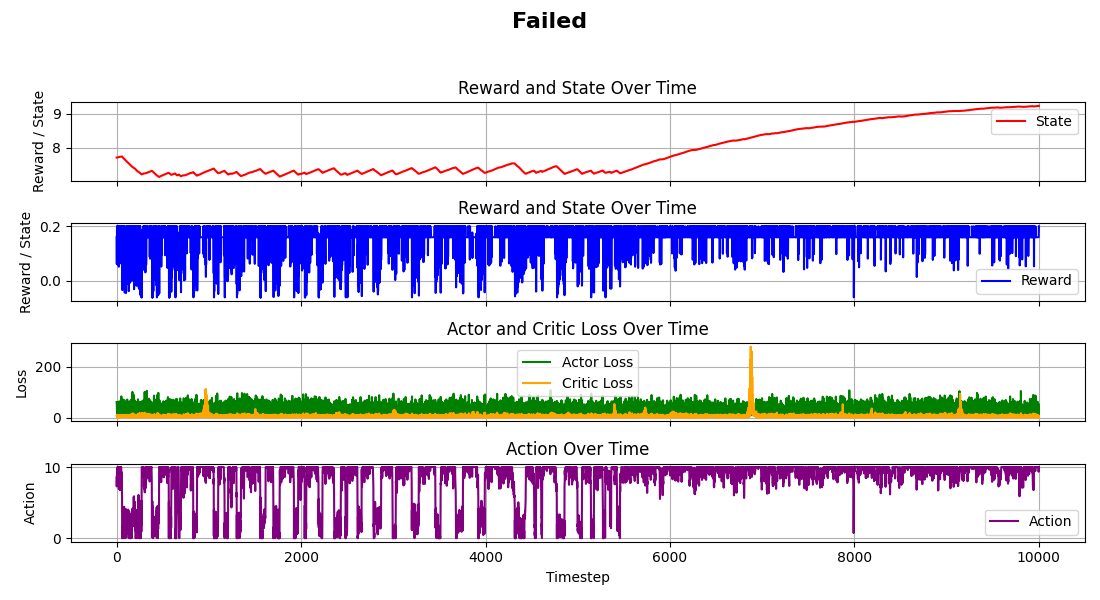 Failed
Reward and State Over Time
Reward / State
9
8
State
Reward and State Over Time
Reward / State
0.2
0.0
Reward
Actor and Critic Loss Over Time
Loss
200
0
Actor Loss
Critic Loss
Action Over Time
Action
10
0
Action
0 2000 4000 6000 8000 10000
Timestep